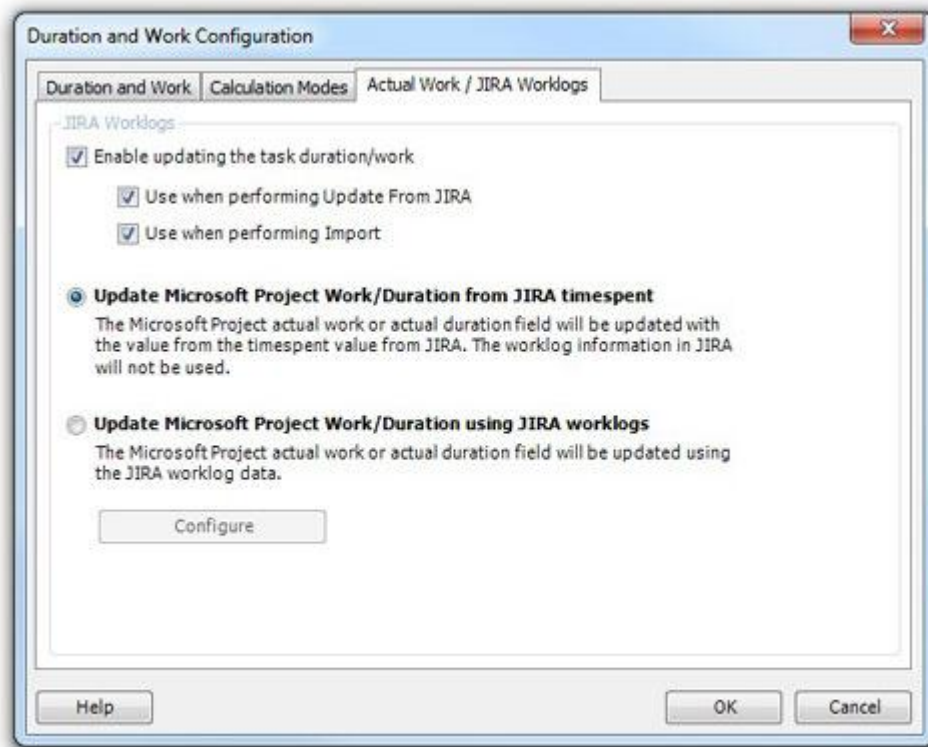 Duration and Work Configuration
Duration and Work
Calculation Modes
Actual Work / JIRA Worklogs
JIRA Worklogs
Enable updating the task duration/work
Use when performing Update From JIRA
Use when performing Import
Update Microsoft Project Work/Duration from JIRA timespent
The Microsoft Project actual work or actual duration field will be updated with
the value from the timespent value from JIRA. The worklog information in JIRA
will not be used.
Update Microsoft Project Work/Duration using JIRA worklogs
The Microsoft Project actual work or actual duration field will be updated using
the JIRA worklog data.
Configure
Help
OK
Cancel